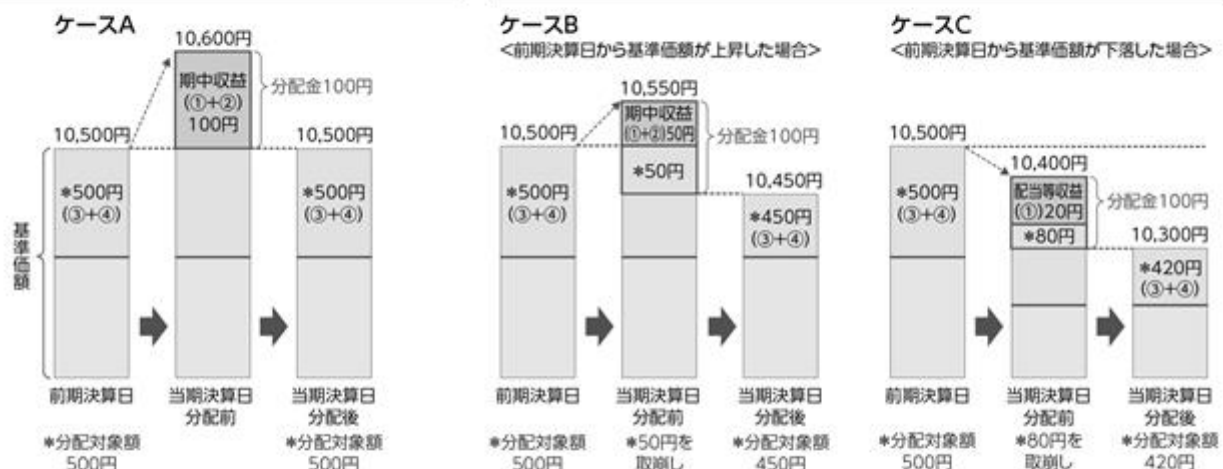 ケースA
10,600円
期中収益
(①+②)
100円
分配金100円
10,500円
10,500円
*500円
(③+④)
*500円
(③+④)
基準価額
前期決算日
当期決算日
分配前
当期決算日
分配後
*分配対象額
500円
*分配対象額
500円
ケースB
<前期決算日から基準価額が上昇した場合>
10,550円
期中収益
(①+②)50円
分配金100円
10,500円
*50円
10,450円
*500円
(③+④)
*450円
(③+④)
前期決算日
当期決算日
分配前
当期決算日
分配後
*分配対象額
500円
*50円を
取崩し
*分配対象額
450円
ケースC
<前期決算日から基準価額が下落した場合>
10,500円
10,400円
配当等収益
(①)20円
分配金100円
*80円
10,300円
*500円
(③+④)
*420円
(③+④)
前期決算日
当期決算日
分配前
当期決算日
分配後
*分配対象額
500円
*80円を
取崩し
*分配対象額
420円